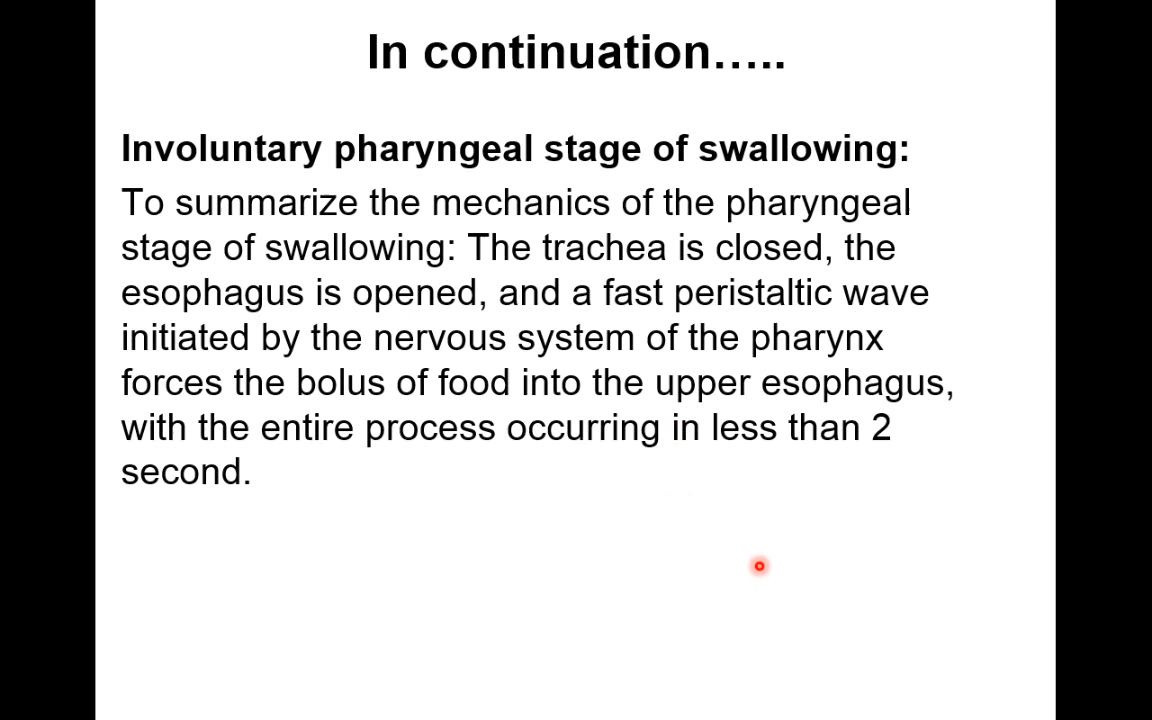 In continuation…..
Involuntary pharyngeal stage of swallowing:
To summarize the mechanics of the pharyngeal
stage of swallowing: The trachea is closed, the
esophagus is opened, and a fast peristaltic wave
initiated by the nervous system of the pharynx
forces the bolus of food into the upper esophagus,
with the entire process occurring in less than 2
second.